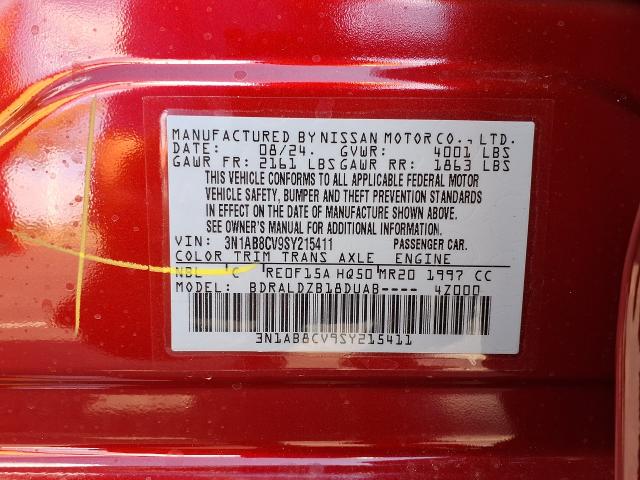 MANUFACTURED BY NISSAN MOTOR CO., LTD.
DATE: 08/24. GVWR: 4001 LBS
GAWR FR: 2161 LBS GAWR RR: 1863 LBS
THIS VEHICLE CONFORMS TO ALL APPLICABLE FEDERAL MOTOR
VEHICLE SAFETY, BUMPER AND THEFT PREVENTION STANDARDS
IN EFFECT ON THE DATE OF MANUFACTURE SHOWN ABOVE.
SEE OWNER'S MANUAL FOR ADDITIONAL INFORMATION.
VIN: 3N1AB8CV9SY215411 PASSENGER CAR.
COLOR TRIM TRANS AXLE ENGINE
NBL C RE0F15A HQ50 MR20 1997 CC
MODEL: BDRALDZB18DUAB---- 4Z000
3N1AB8CV9SY215411